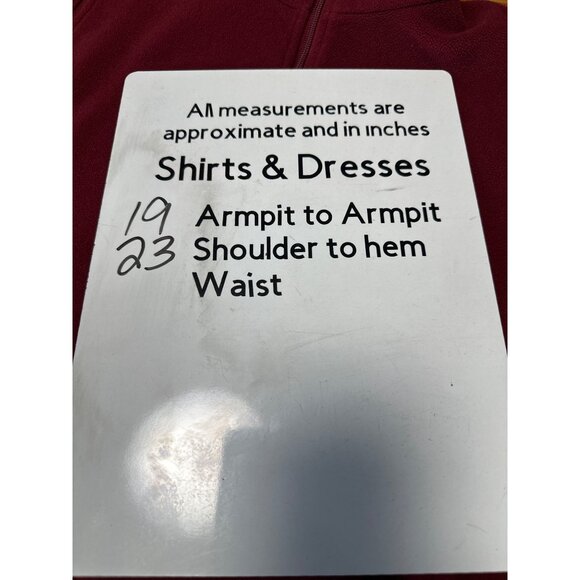 All measurements are
approximate and in inches
Shirts & Dresses
19 Armpit to Armpit
23 Shoulder to hem
Waist